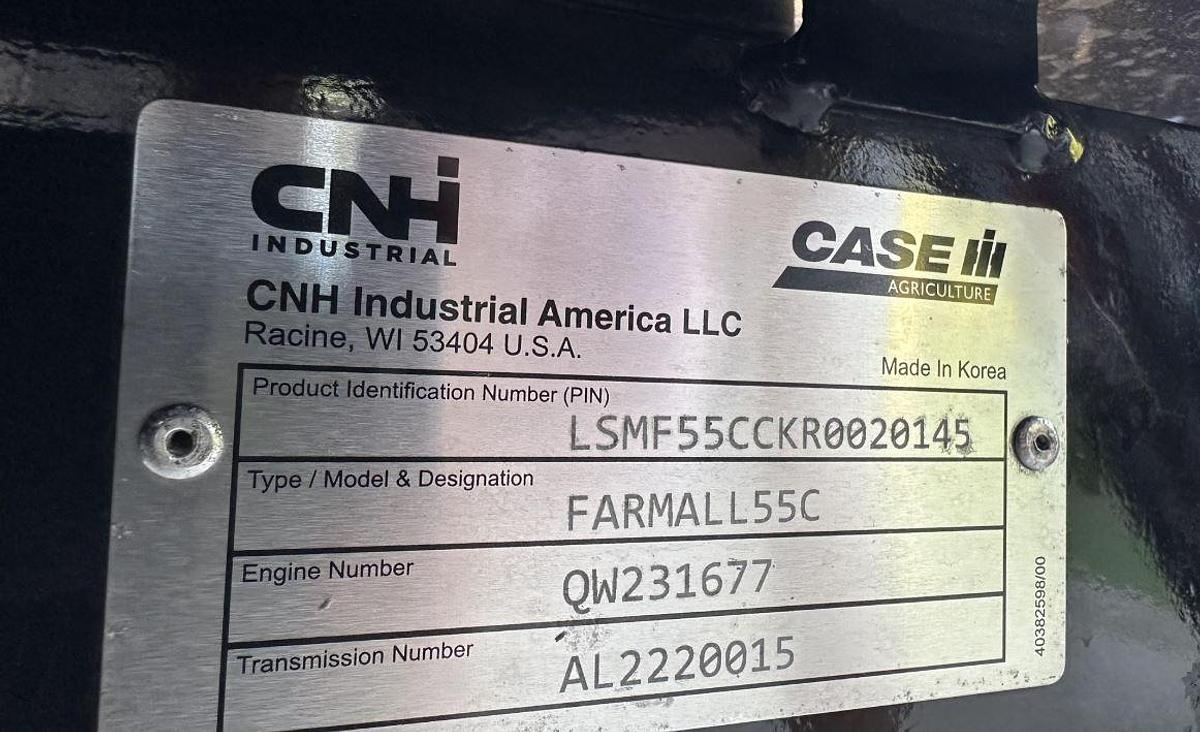 CNH
INDUSTRIAL
CASE IH
AGRICULTURE
CNH Industrial America LLC
Racine, WI 53404 U.S.A.
Made In Korea
Product Identification Number (PIN)
LSMF55CCKR0020145
Type / Model & Designation
FARMALL55C
Engine Number
QW231677
Transmission Number
AL2220015
40382598/00